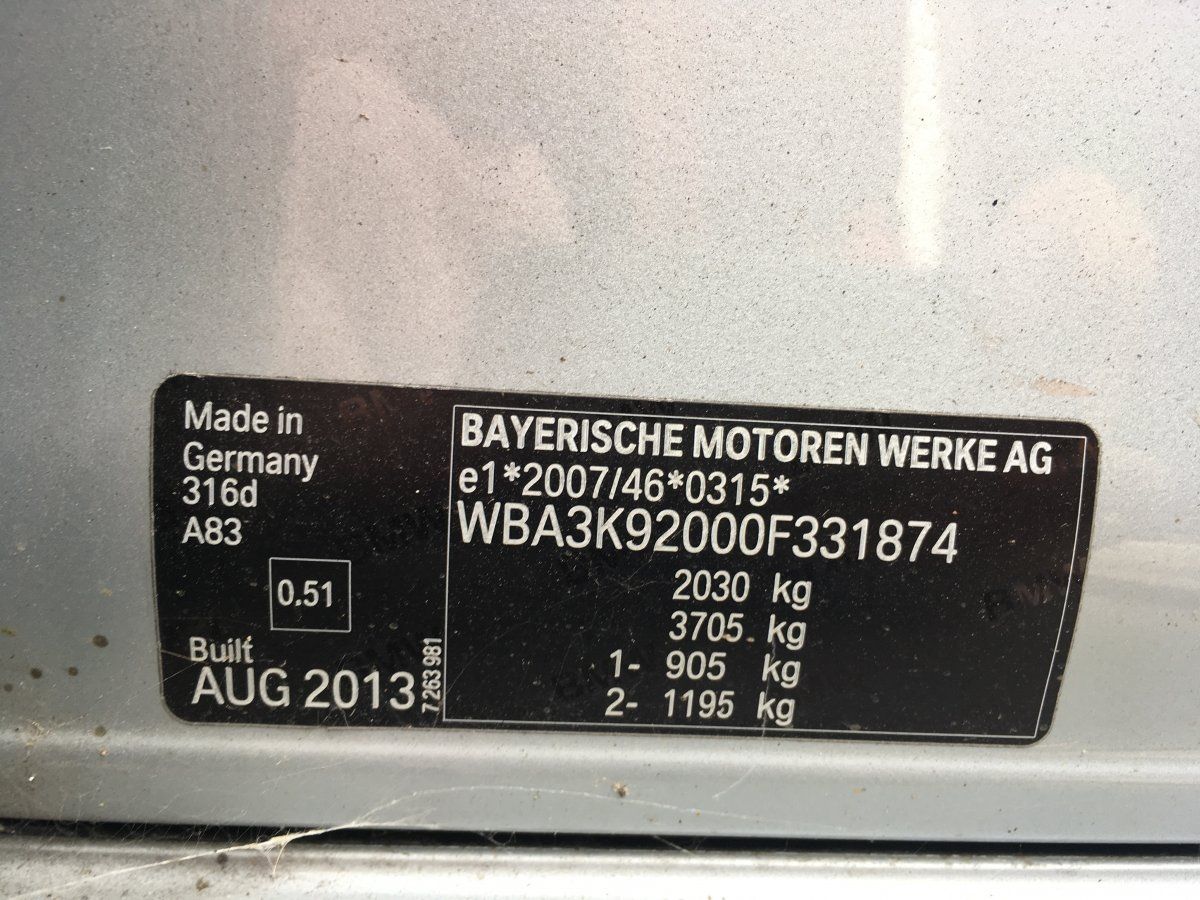 Made in
Germany
316d
A83
0.51
Built
AUG 2013
7 263 981
BAYERISCHE MOTOREN WERKE AG
e1*2007/46*0315*
WBA3K92000F331874
2030 kg
3705 kg
1- 905 kg
2- 1195 kg